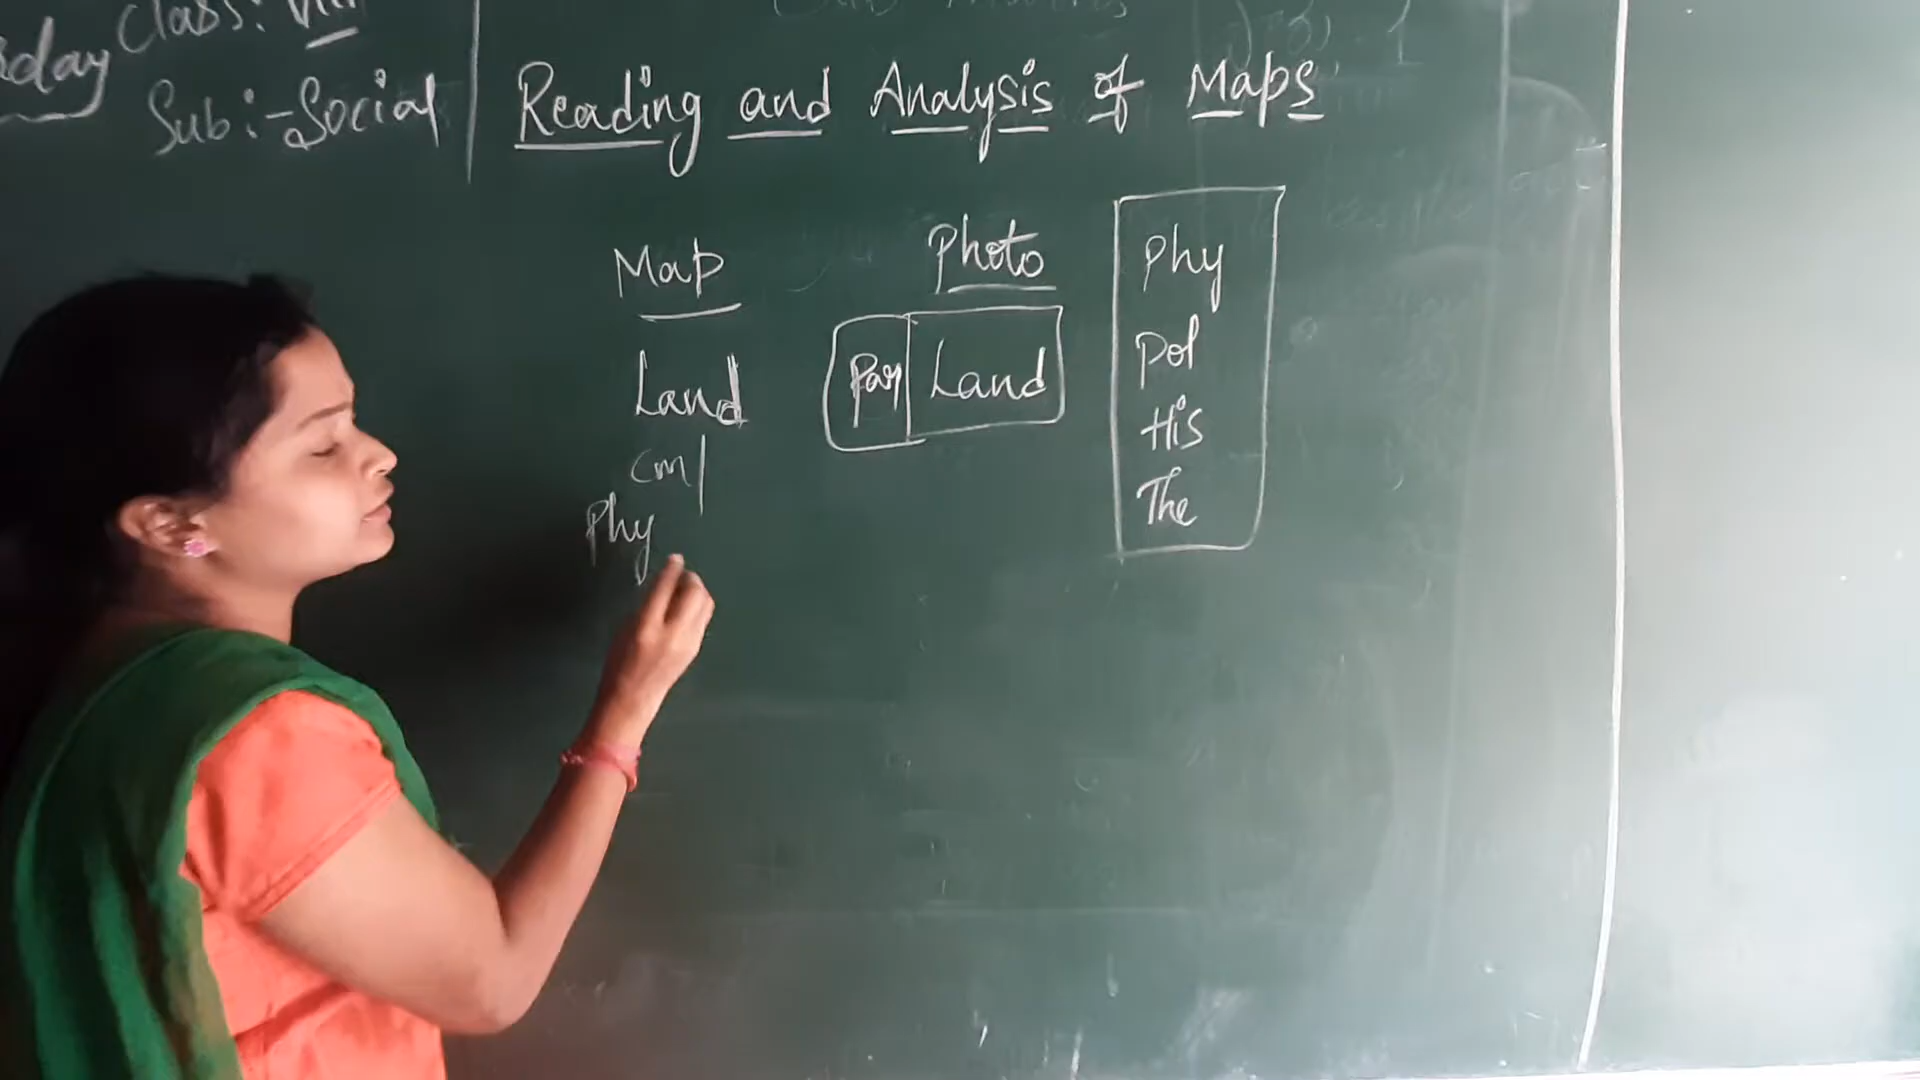 Class: VIII
Sub:-Social
Reading and Analysis of Maps
Map
Land
cm/
Phy
Photo
Par Land
Phy
Pol
His
The